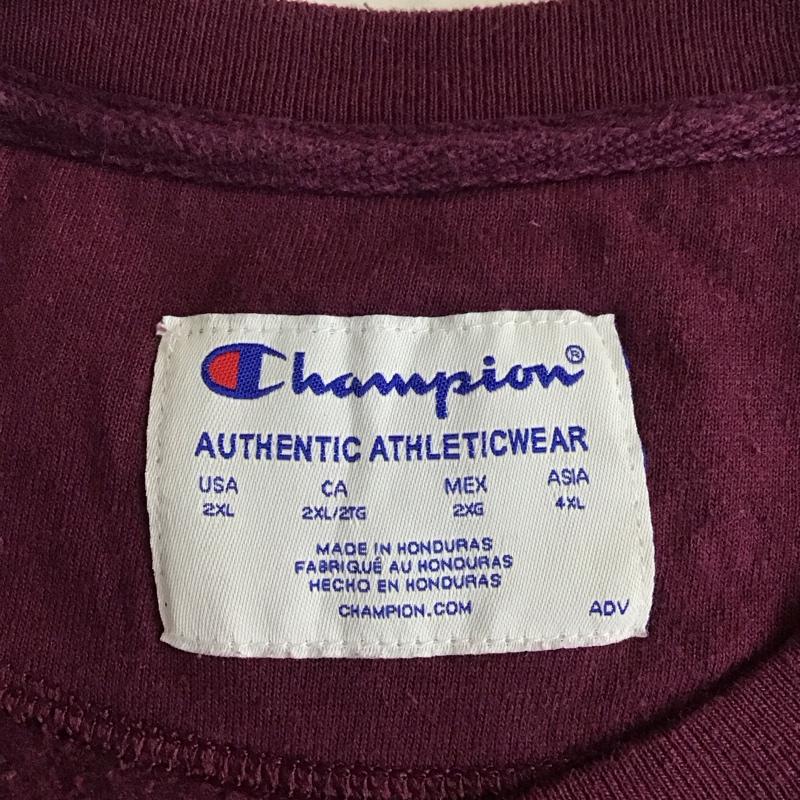 Champion®
AUTHENTIC ATHLETICWEAR
USA CA MEX ASIA
2XL 2XL/2TG 2XG 4XL
MADE IN HONDURAS
FABRIQUÉ AU HONDURAS
HECHO EN HONDURAS
CHAMPION.COM ADV